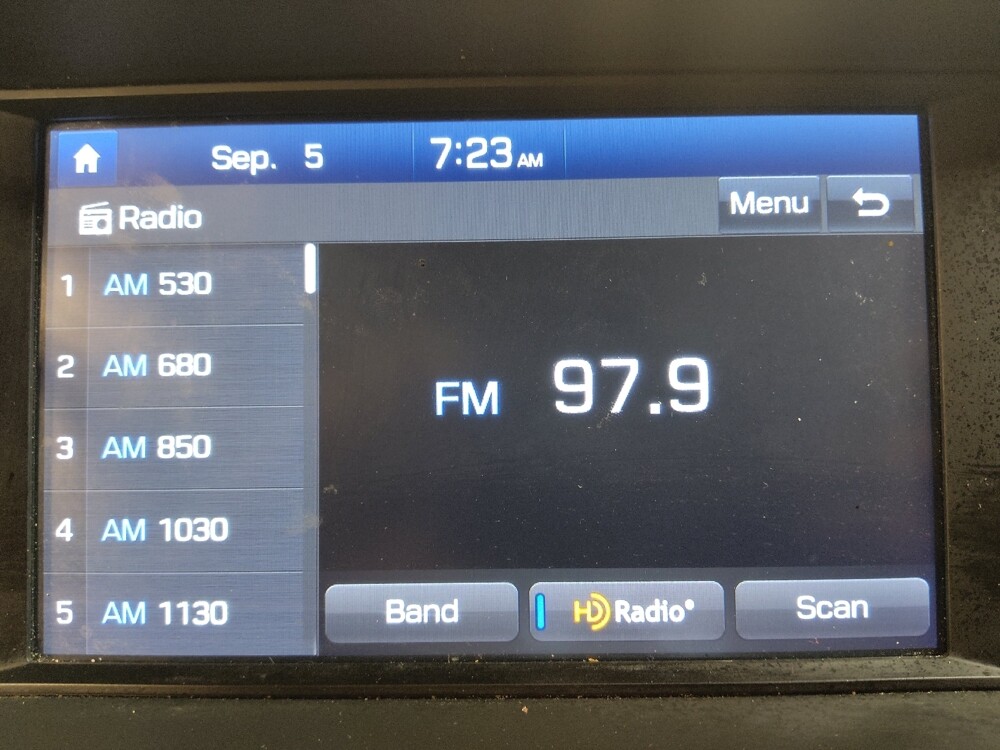 Sep. 5 7:23 AM
Radio Menu
1 AM 530
2 AM 680
FM 97.9
3 AM 850
4 AM 1030
5 AM 1130
Band HD Radio® Scan